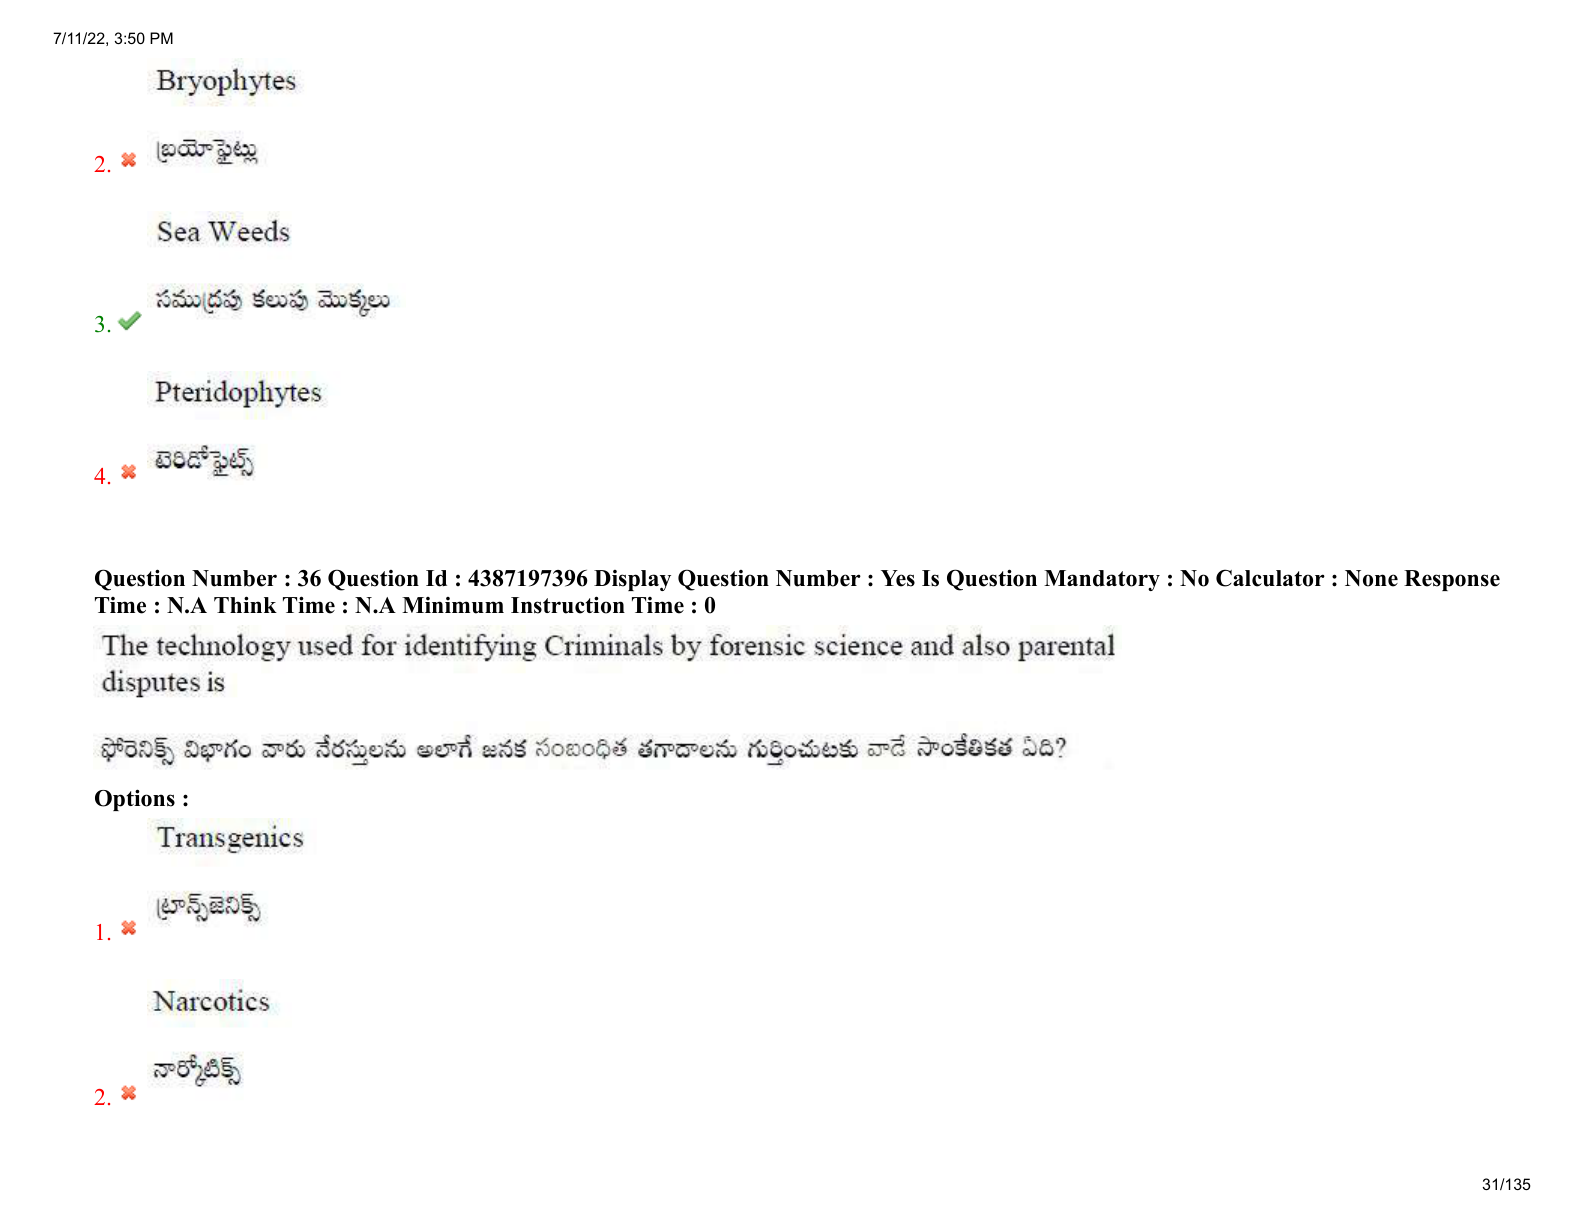 7/11/22, 3:50 PM
Bryophytes
2. బ్రయోఫైట్లు
Sea Weeds
3. సముద్రపు కలుపు మొక్కలు
Pteridophytes
4. టెరిడోఫైట్స్
Question Number : 36 Question Id : 4387197396 Display Question Number : Yes Is Question Mandatory : No Calculator : None Response
Time : N.A Think Time : N.A Minimum Instruction Time : 0
The technology used for identifying Criminals by forensic science and also parental
disputes is
ఫోరెనిక్స్ విభాగం వారు నేరస్తులను అలాగే జనక సంబంధిత తగాదాలను గుర్తించుటకు వాడే సాంకేతికత ఏది?
Options :
Transgenics
1. ట్రాన్స్‌జెనిక్స్
Narcotics
2. నార్కోటిక్స్
31/135